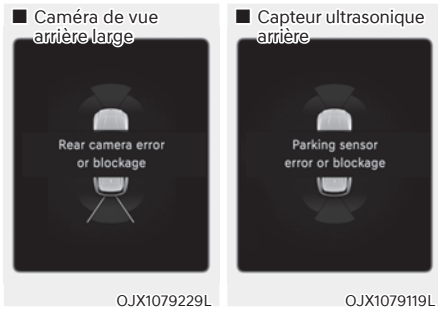 ■ Caméra de vue
arrière large
Rear camera error
or blockage
OJX1079229L
■ Capteur ultrasonique
arrière
Parking sensor
error or blockage
OJX1079119L